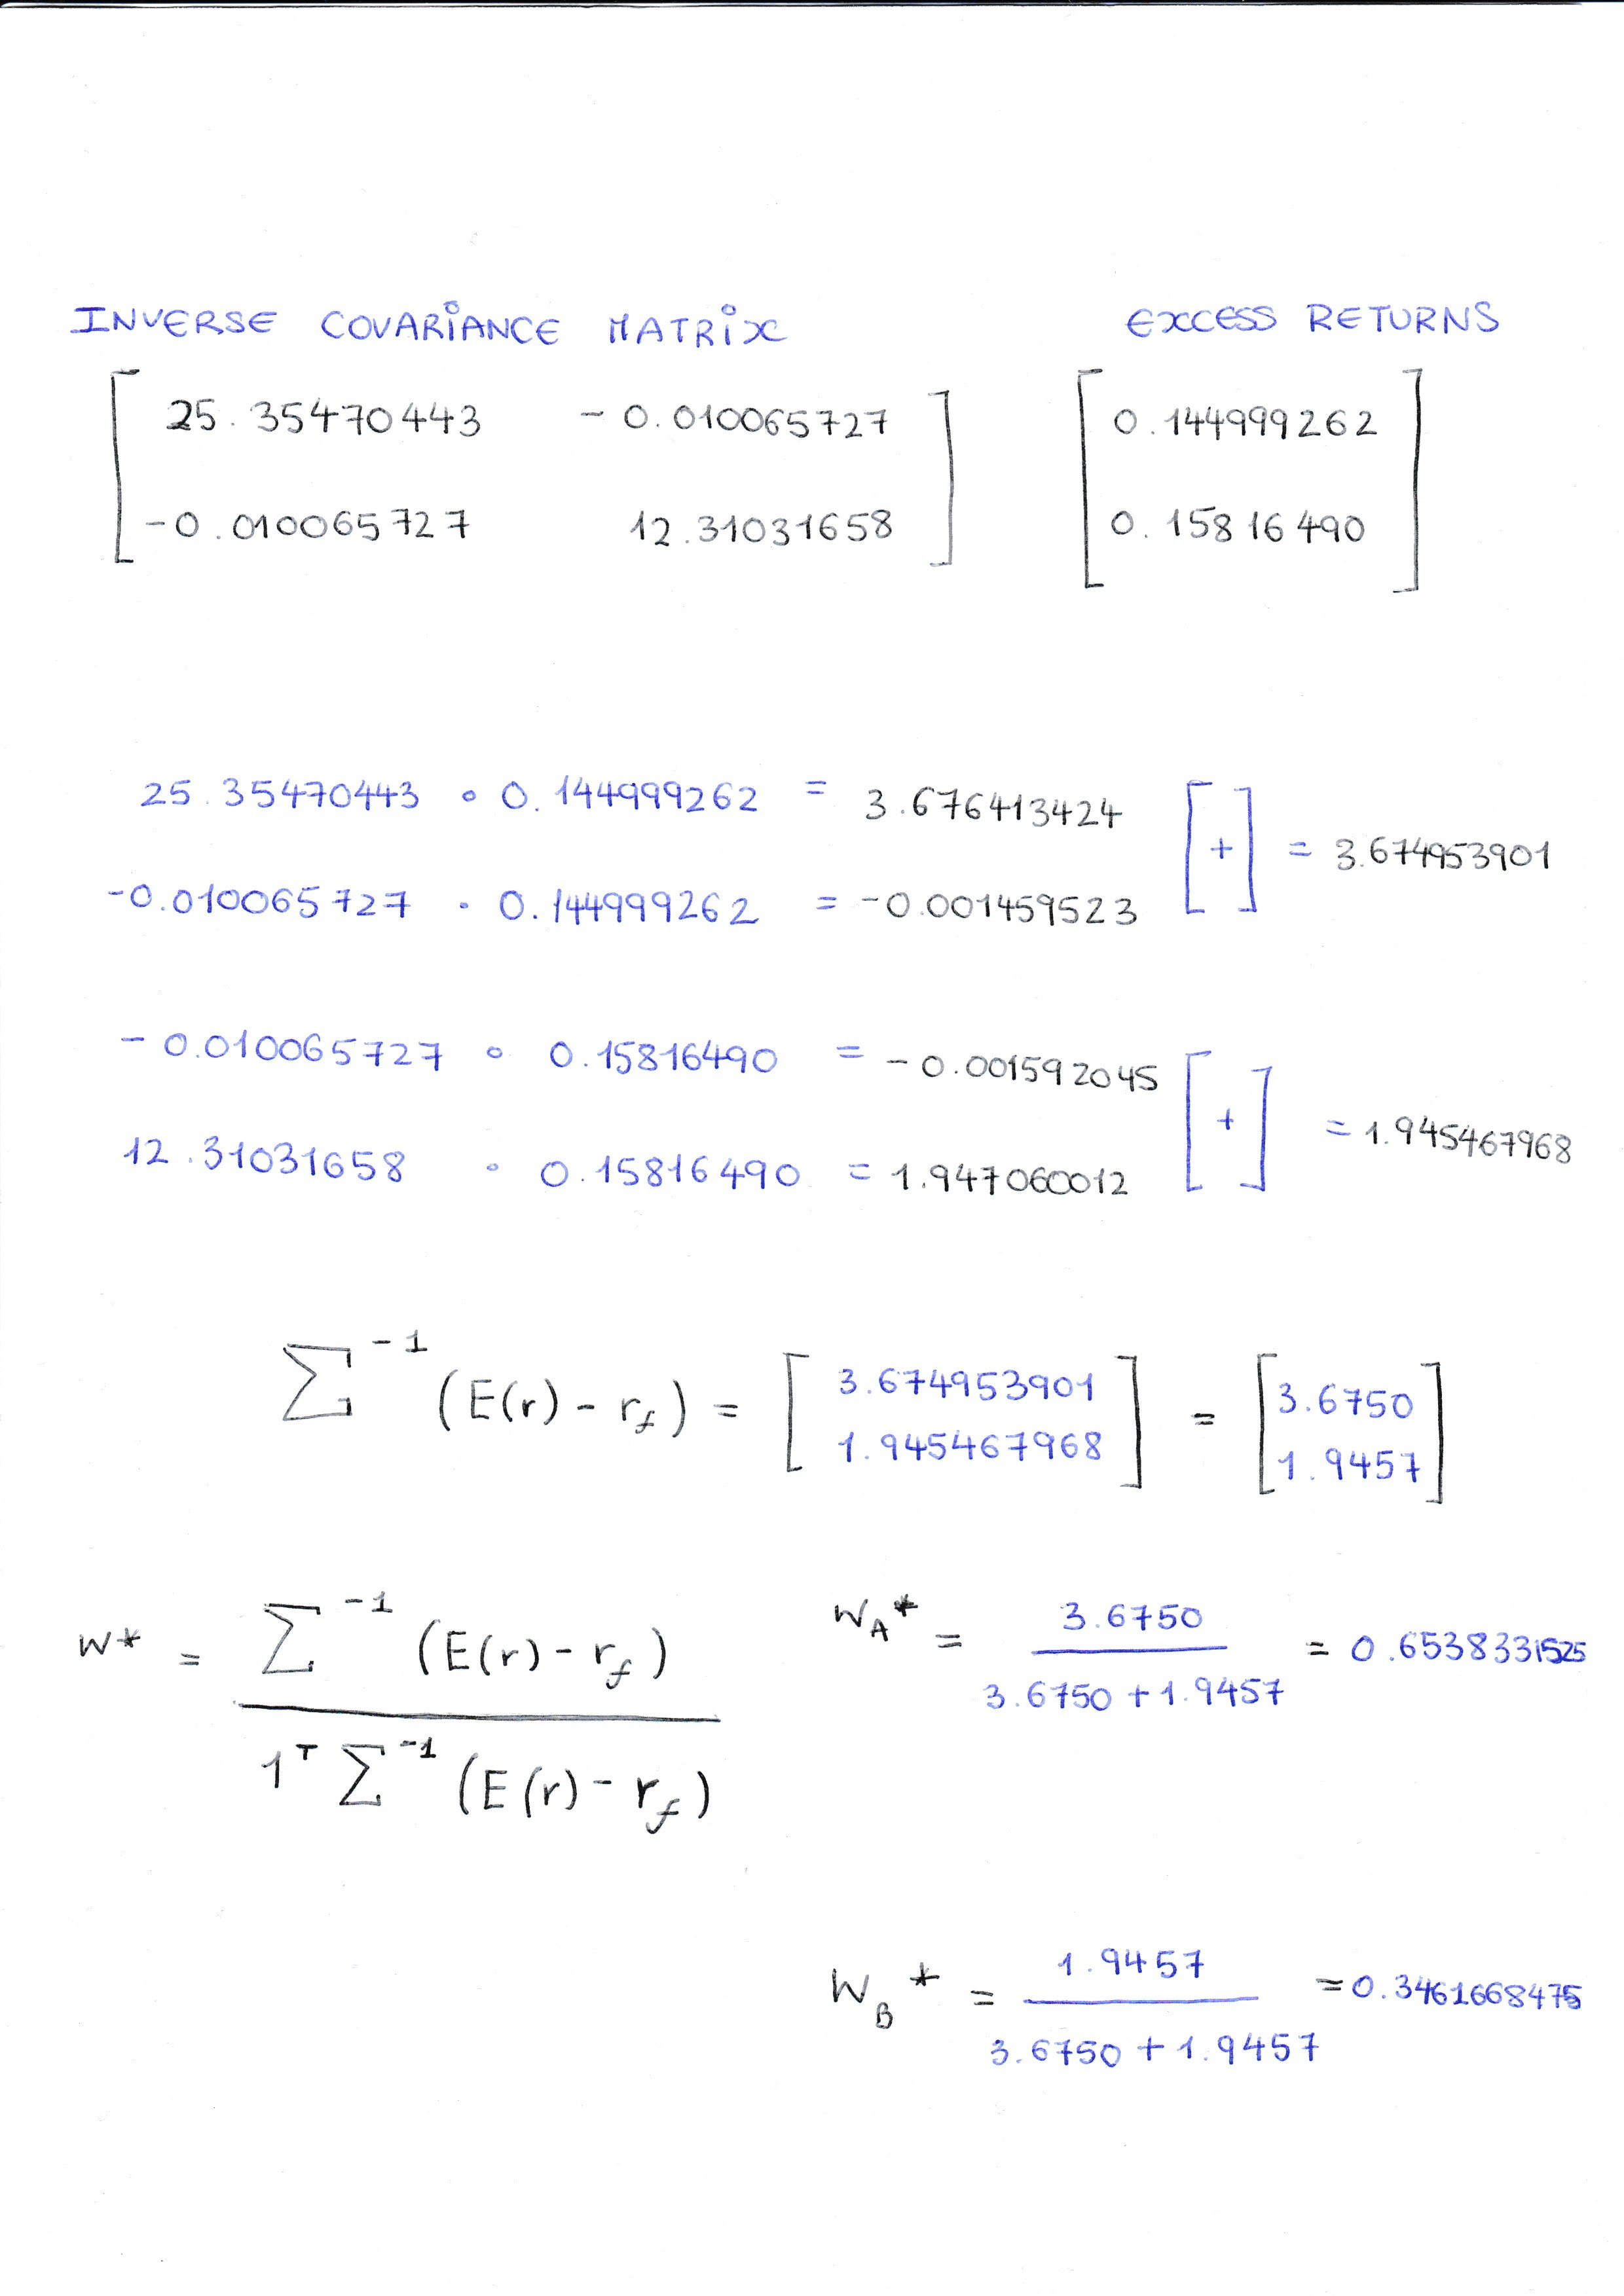 INVERSE COVARIANCE MATRIX EXCESS RETURNS
[ 25.35470443 -0.010065727 ] [ 0.144999262 ]
[ -0.010065727 12.31031658 ] [ 0.15816490 ]
25.35470443 · 0.144999262 = 3.676413424
[+] = 3.674953901
-0.010065727 · 0.144999262 = -0.001459523
-0.010065727 · 0.15816490 = -0.001592045
[+] = 1.945467968
12.31031658 · 0.15816490 = 1.947060012
Σ⁻¹ (E(r) - r_f) = [ 3.674953901 ] = [ 3.6750 ]
[ 1.945467968 ] [ 1.9457 ]
w* = Σ⁻¹ (E(r) - r_f) / 1ᵀ Σ⁻¹ (E(r) - r_f)
W_A* = 3.6750 / 3.6750 + 1.9457 = 0.6538331525
W_B* = 1.9457 / 3.6750 + 1.9457 = 0.3461668475